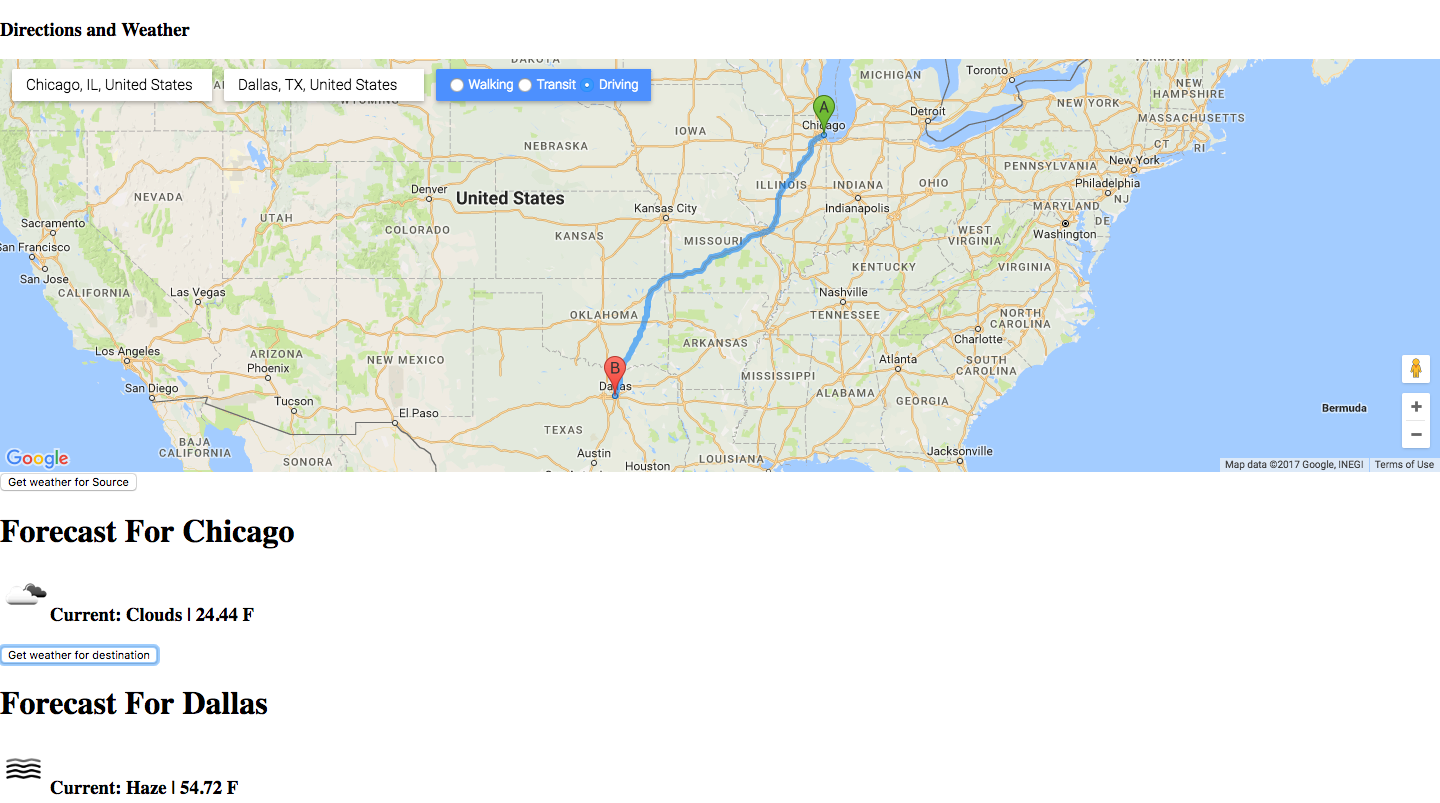 Directions and Weather
Chicago, IL, United States
Dallas, TX, United States
Walking Transit Driving
DAKOTA
WYOMING
MICHIGAN
Toronto
VERMONT
NEW HAMPSHIRE
NEW YORK
MASSACHUSETTS
Detroit
A
Chicago
IOWA
NEBRASKA
CT
RI
PENNSYLVANIA
New York
Philadelphia
NJ
NEVADA
Denver
United States
ILLINOIS
INDIANA
OHIO
Indianapolis
Kansas City
MARYLAND
DE
Washington
UTAH
COLORADO
KANSAS
MISSOURI
WEST VIRGINIA
VIRGINIA
KENTUCKY
Sacramento
San Francisco
San Jose
CALIFORNIA
Las Vegas
Nashville
TENNESSEE
NORTH CAROLINA
OKLAHOMA
ARKANSAS
Charlotte
Los Angeles
ARIZONA
Phoenix
NEW MEXICO
Atlanta
SOUTH CAROLINA
B
Dallas
MISSISSIPPI
ALABAMA
GEORGIA
San Diego
Tucson
El Paso
Bermuda
TEXAS
BAJA CALIFORNIA
SONORA
Austin
Houston
LOUISIANA
Jacksonville
Google
Map data ©2017 Google, INEGI
Terms of Use
Get weather for Source
Forecast For Chicago
Current: Clouds | 24.44 F
Get weather for destination
Forecast For Dallas
Current: Haze | 54.72 F